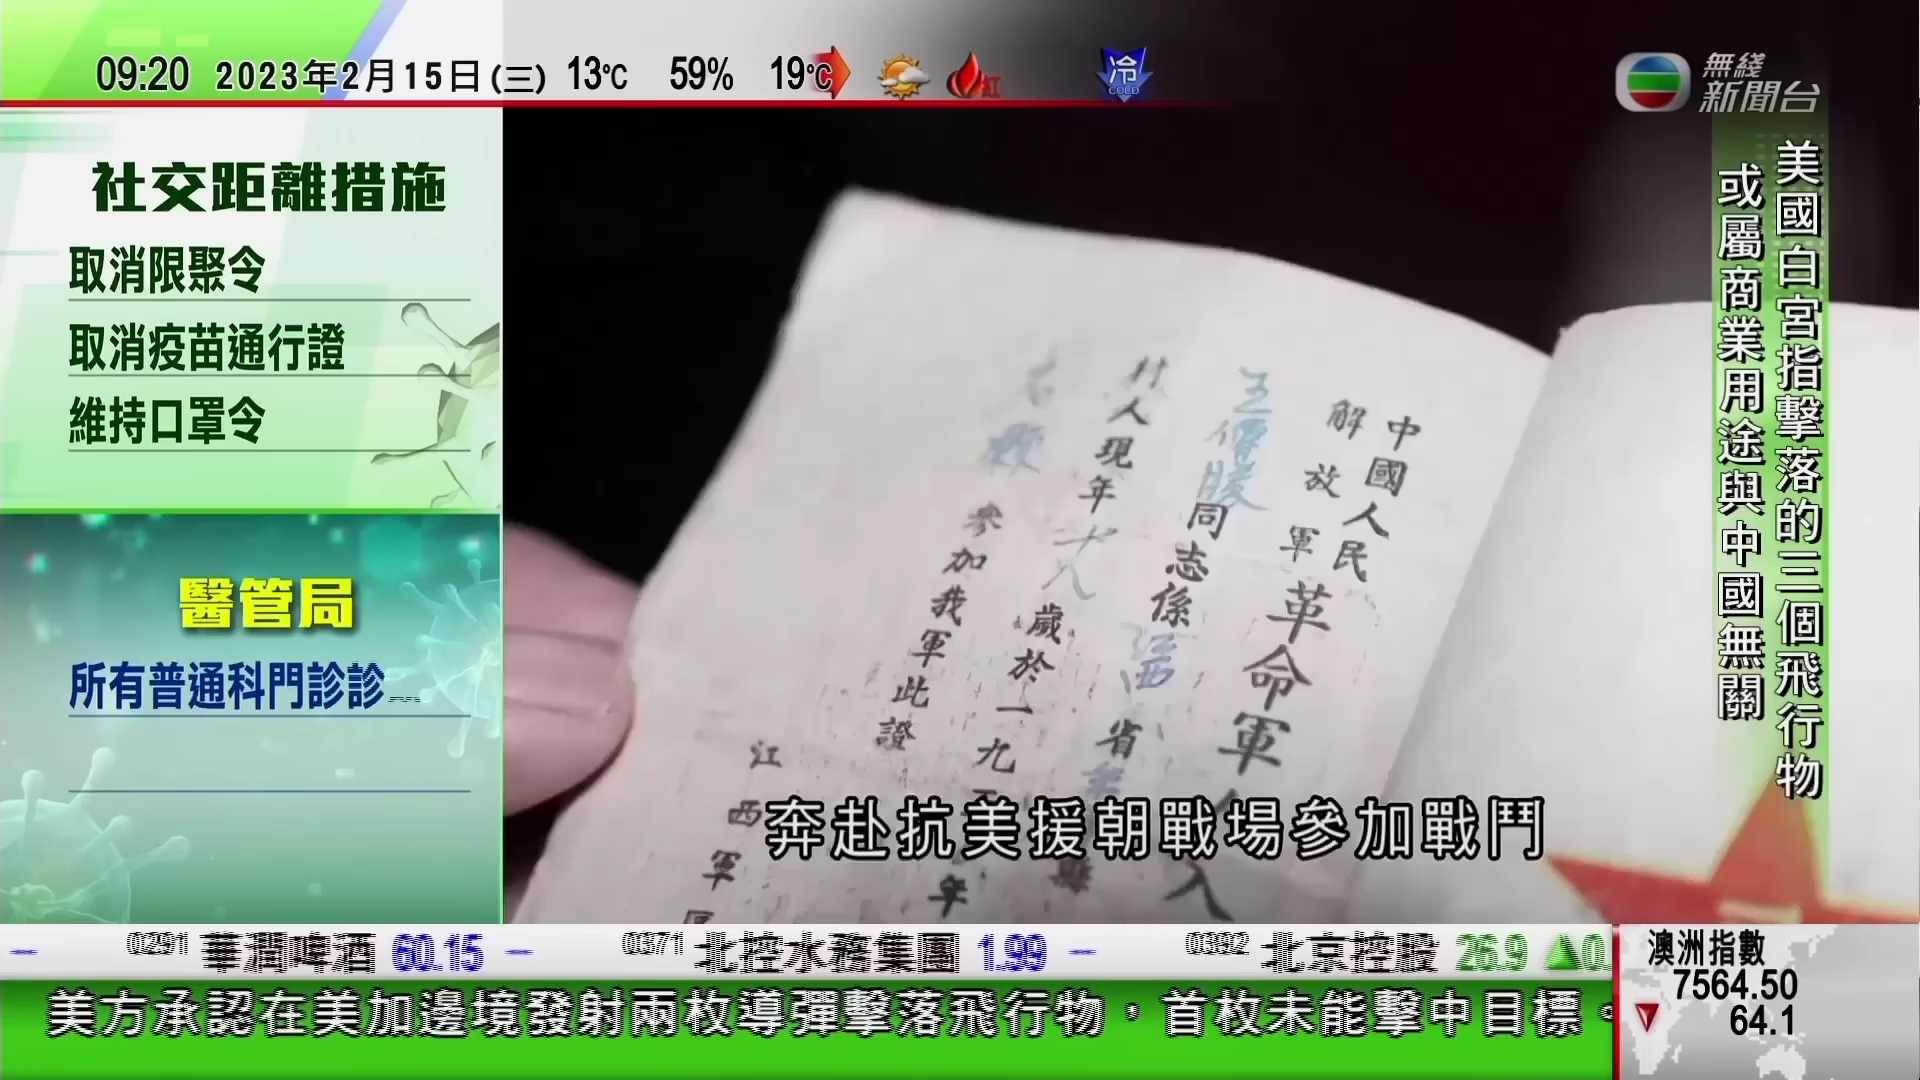 09:20 2023年2月15日(三) 13℃ 59% 19℃
紅
冷
COLD
無綫
新聞台
社交距離措施
取消限聚令
取消疫苗通行證
維持口罩令
醫管局
所有普通科門診診
美國白宮指擊落的三個飛行物
或屬商業用途與中國無關
中國人民
解放軍
革命軍人
同志係
省
縣
人現年十八歲於一九
年
參加我軍此證
江西軍
奔赴抗美援朝戰場參加戰鬥
0291 華潤啤酒 60.15 – 0371 北控水務集團 1.99 – 0392 北京控股 26.9 ▲0
美方承認在美加邊境發射兩枚導彈擊落飛行物，首枚未能擊中目標。
澳洲指數
7564.50
▼ 64.1